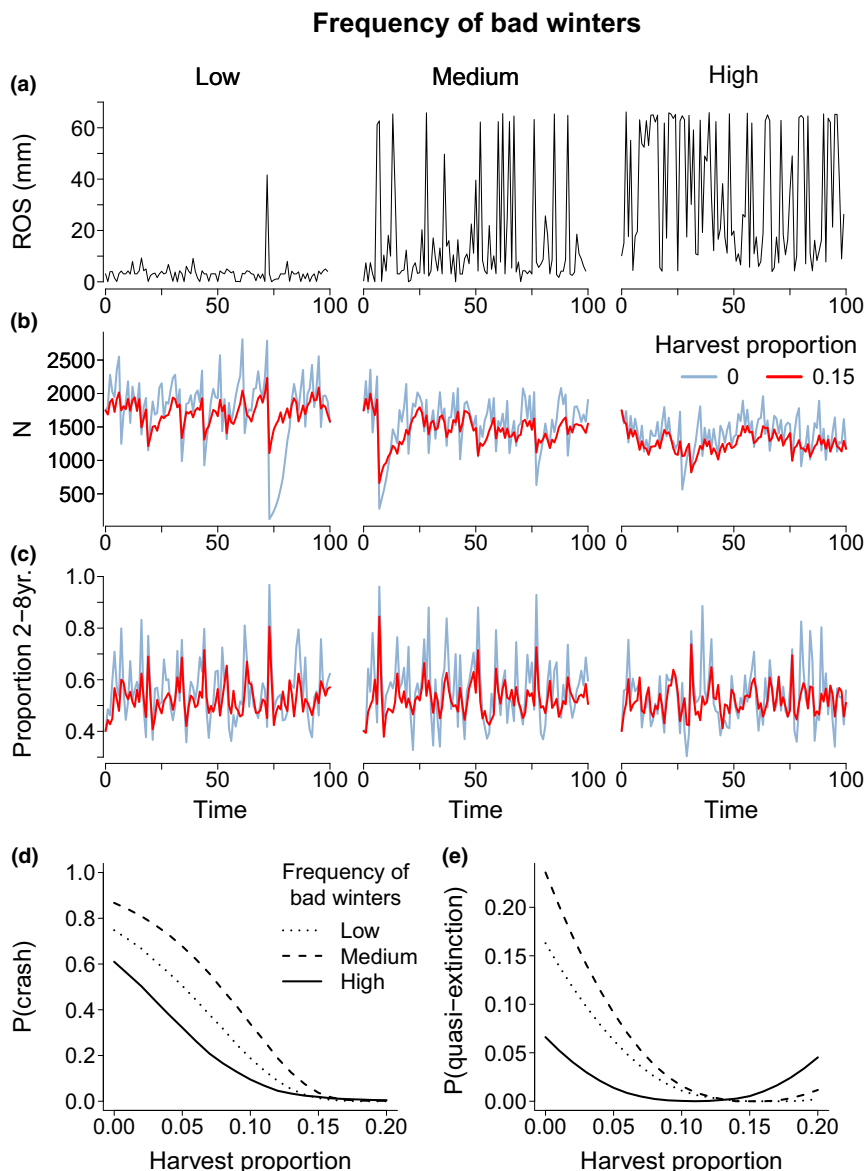 Frequency of bad winters
(a)
Low
Medium
High
ROS (mm)
60
40
20
0
0 50 100
0 50 100
0 50 100
(b)
Harvest proportion
0 0.15
N
2500
2000
1500
1000
500
0 50 100
0 50 100
0 50 100
(c)
Proportion 2−8yr.
1.0
0.8
0.6
0.4
0 50 100
0 50 100
0 50 100
Time
Time
Time
(d)
P(crash)
1.0
0.8
0.6
0.4
0.2
0.0
Frequency of
bad winters
Low
Medium
High
0.00 0.05 0.10 0.15 0.20
Harvest proportion
(e)
P(quasi−extinction)
0.20
0.15
0.10
0.05
0.00
0.00 0.05 0.10 0.15 0.20
Harvest proportion